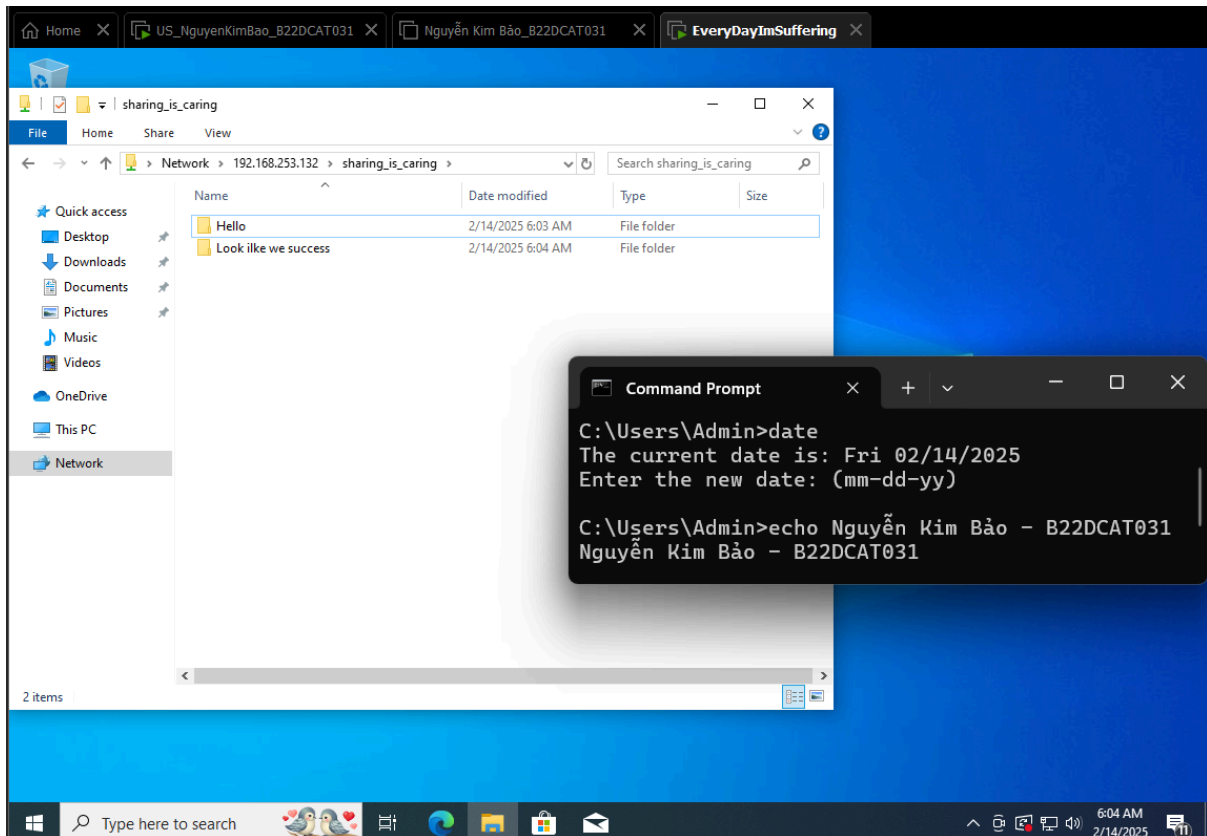 Home US_NguyenKimBao_B22DCAT031 Nguyễn Kim Bảo_B22DCAT031 EveryDayImSuffering
sharing_is_caring
File Home Share View
Network > 192.168.253.132 > sharing_is_caring > Search sharing_is_caring
Name Date modified Type Size
Quick access
Hello 2/14/2025 6:03 AM File folder
Desktop
Look ilke we success 2/14/2025 6:04 AM File folder
Downloads
Documents
Pictures
Music
Videos
OneDrive
This PC
Network
Command Prompt
C:\Users\Admin>date
The current date is: Fri 02/14/2025
Enter the new date: (mm-dd-yy)
C:\Users\Admin>echo Nguyễn Kim Bảo - B22DCAT031
Nguyễn Kim Bảo - B22DCAT031
2 items
Type here to search
6:04 AM
2/14/2025
11